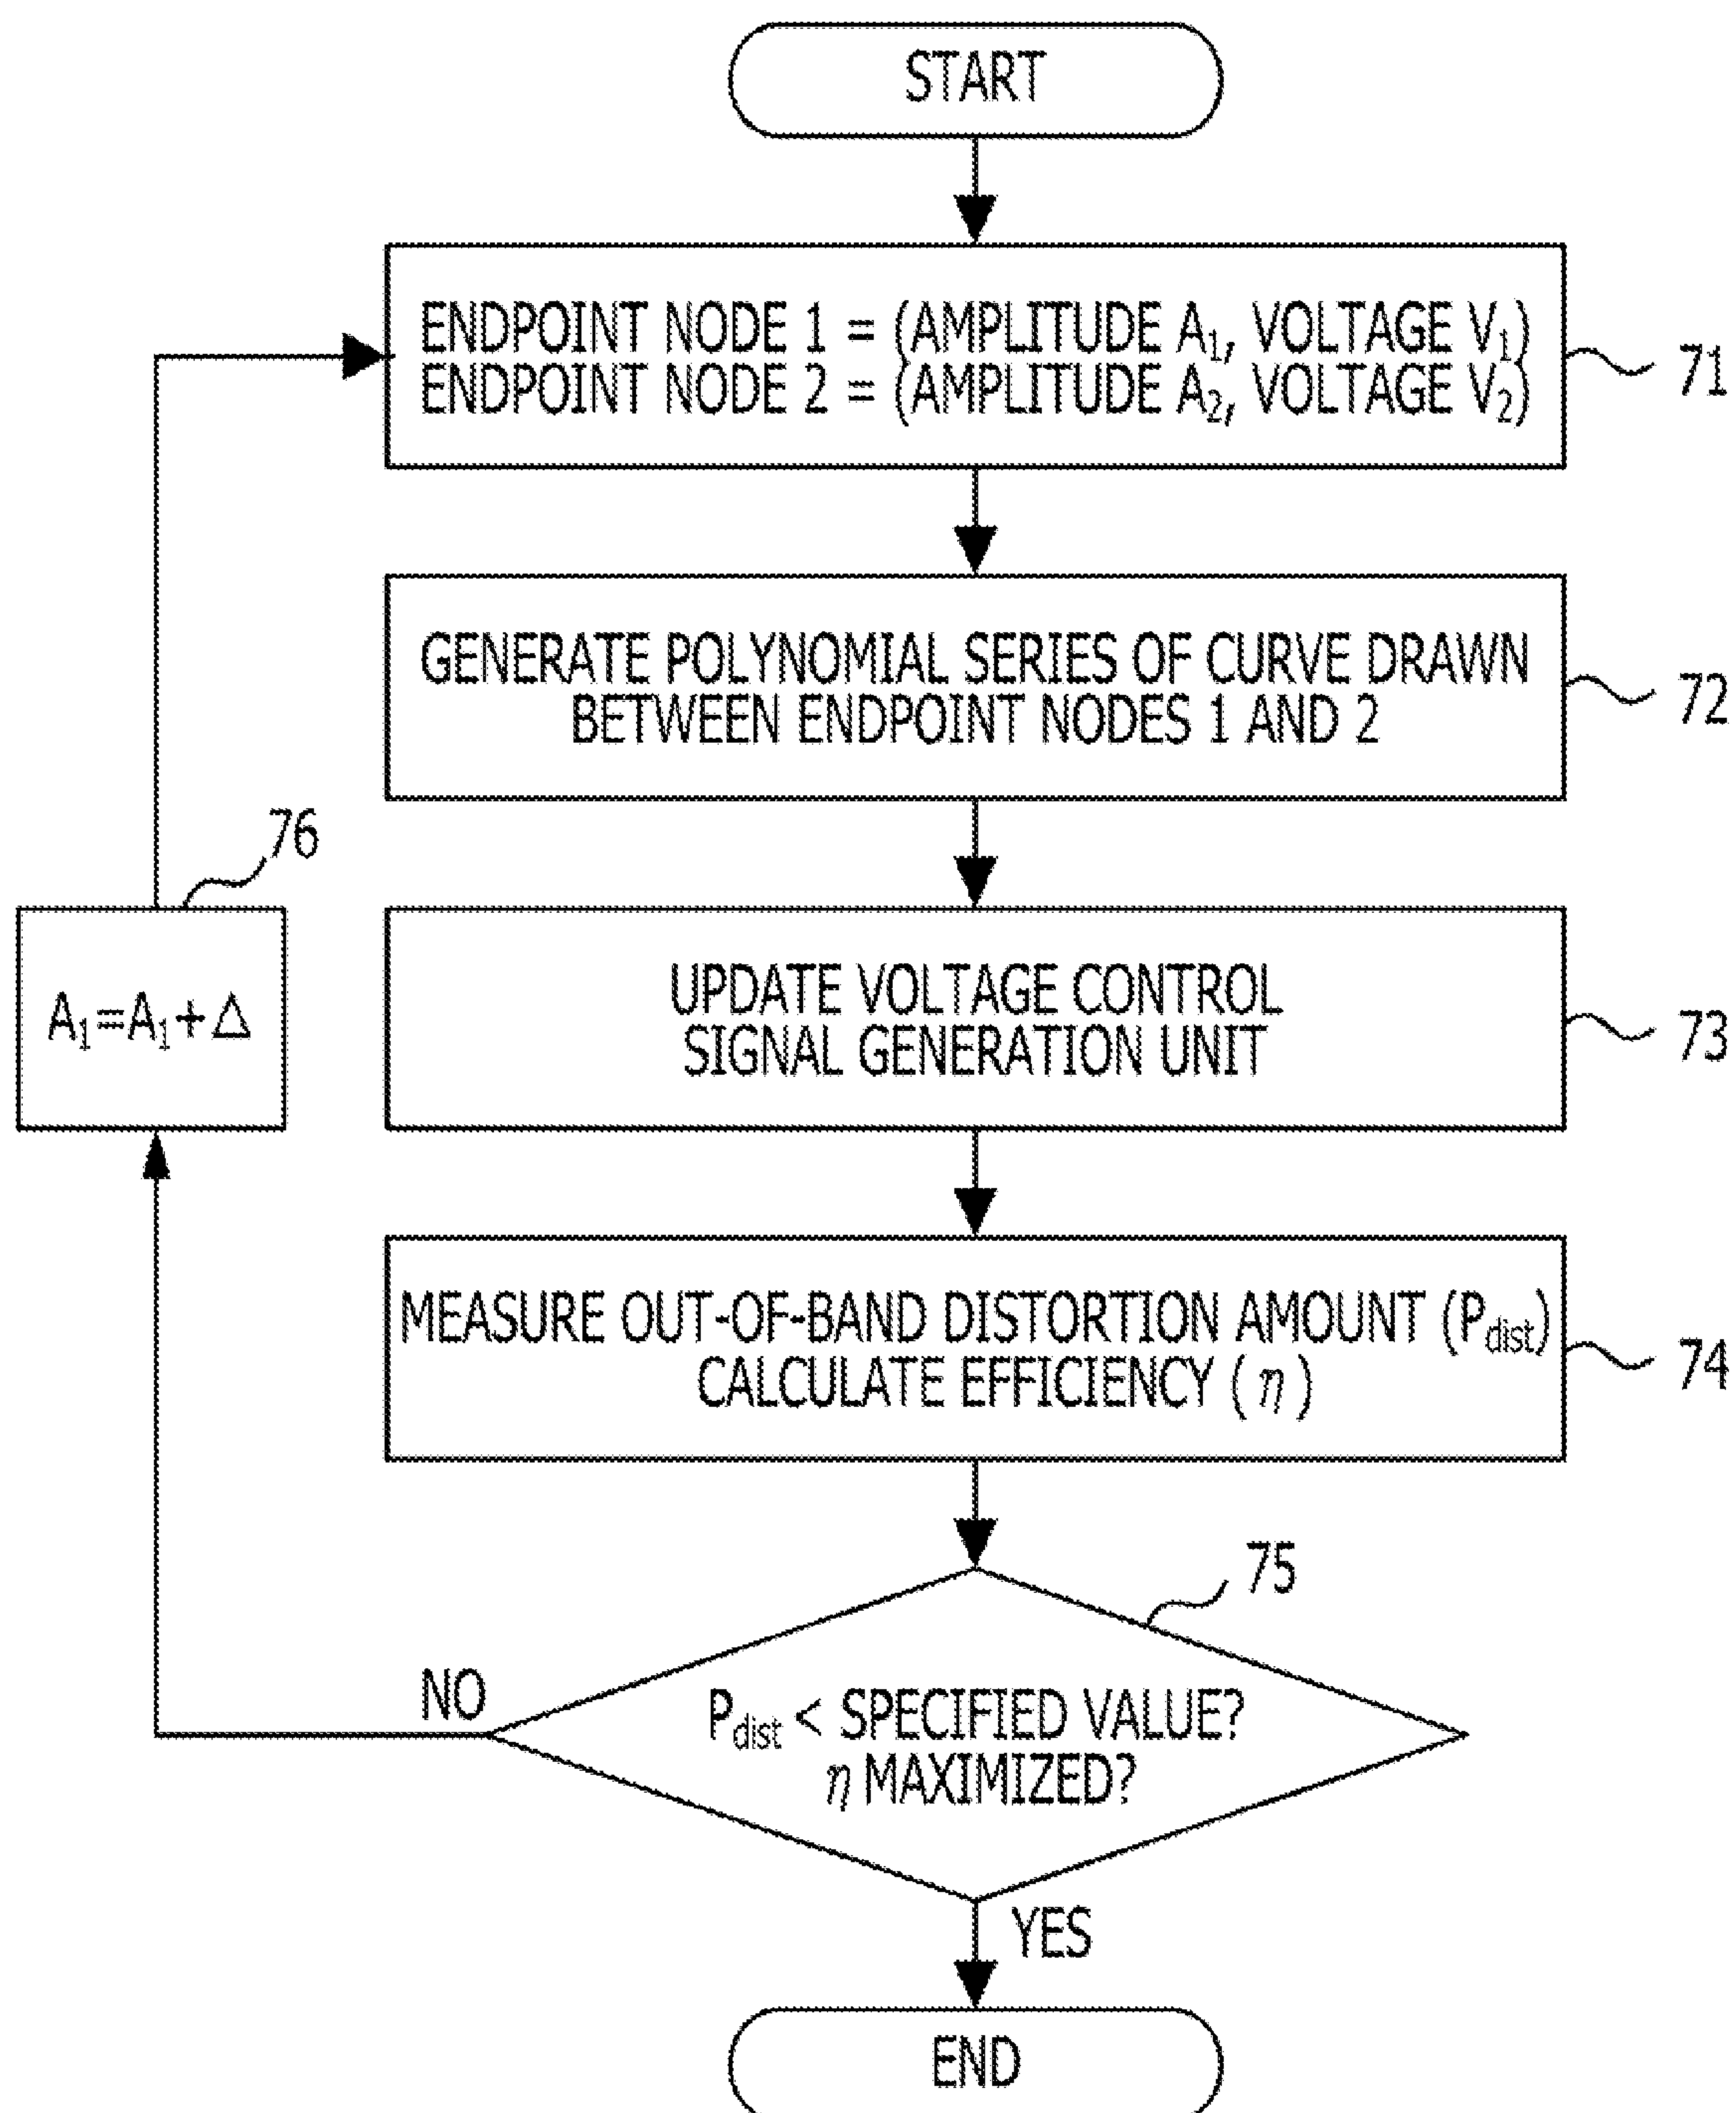 START
ENDPOINT NODE 1 = (AMPLITUDE A₁, VOLTAGE V₁)
ENDPOINT NODE 2 = (AMPLITUDE A₂, VOLTAGE V₂)
71
GENERATE POLYNOMIAL SERIES OF CURVE DRAWN
BETWEEN ENDPOINT NODES 1 AND 2
72
76
A₁=A₁+Δ
UPDATE VOLTAGE CONTROL
SIGNAL GENERATION UNIT
73
MEASURE OUT-OF-BAND DISTORTION AMOUNT (Pdist)
CALCULATE EFFICIENCY (η)
74
75
NO
Pdist < SPECIFIED VALUE?
η MAXIMIZED?
YES
END